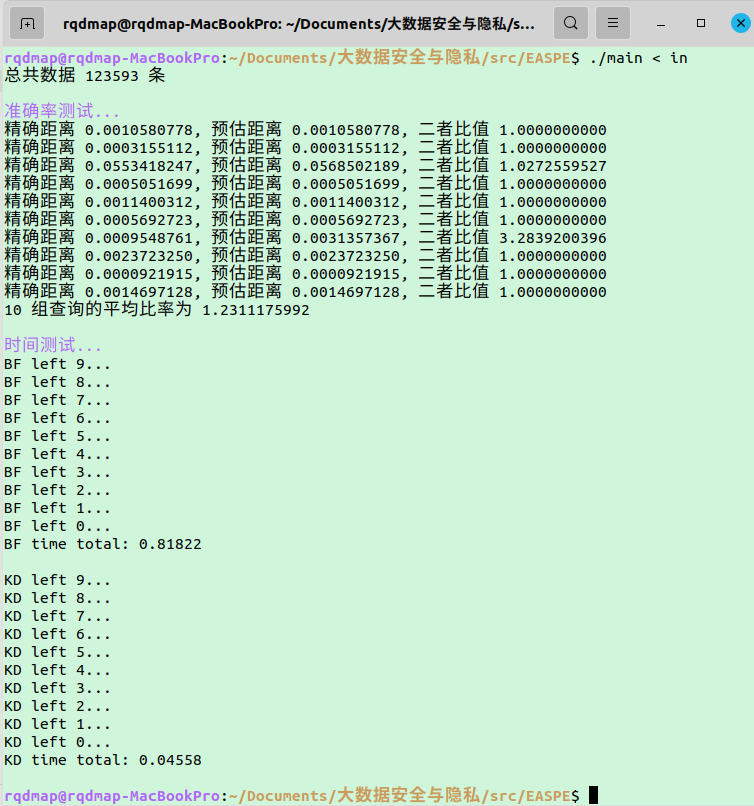 rqdmap@rqdmap-MacBookPro: ~/Documents/大数据安全与隐私/s...
rqdmap@rqdmap-MacBookPro:~/Documents/大数据安全与隐私/src/EASPE$ ./main < in
总共数据 123593 条
准确率测试...
精确距离 0.0010580778, 预估距离 0.0010580778, 二者比值 1.0000000000
精确距离 0.0003155112, 预估距离 0.0003155112, 二者比值 1.0000000000
精确距离 0.0553418247, 预估距离 0.0568502189, 二者比值 1.0272559527
精确距离 0.0005051699, 预估距离 0.0005051699, 二者比值 1.0000000000
精确距离 0.0011400312, 预估距离 0.0011400312, 二者比值 1.0000000000
精确距离 0.0005692723, 预估距离 0.0005692723, 二者比值 1.0000000000
精确距离 0.0009548761, 预估距离 0.0031357367, 二者比值 3.2839200396
精确距离 0.0023723250, 预估距离 0.0023723250, 二者比值 1.0000000000
精确距离 0.0000921915, 预估距离 0.0000921915, 二者比值 1.0000000000
精确距离 0.0014697128, 预估距离 0.0014697128, 二者比值 1.0000000000
10 组查询的平均比率为 1.2311175992
时间测试...
BF left 9...
BF left 8...
BF left 7...
BF left 6...
BF left 5...
BF left 4...
BF left 3...
BF left 2...
BF left 1...
BF left 0...
BF time total: 0.81822
KD left 9...
KD left 8...
KD left 7...
KD left 6...
KD left 5...
KD left 4...
KD left 3...
KD left 2...
KD left 1...
KD left 0...
KD time total: 0.04558
rqdmap@rqdmap-MacBookPro:~/Documents/大数据安全与隐私/src/EASPE$